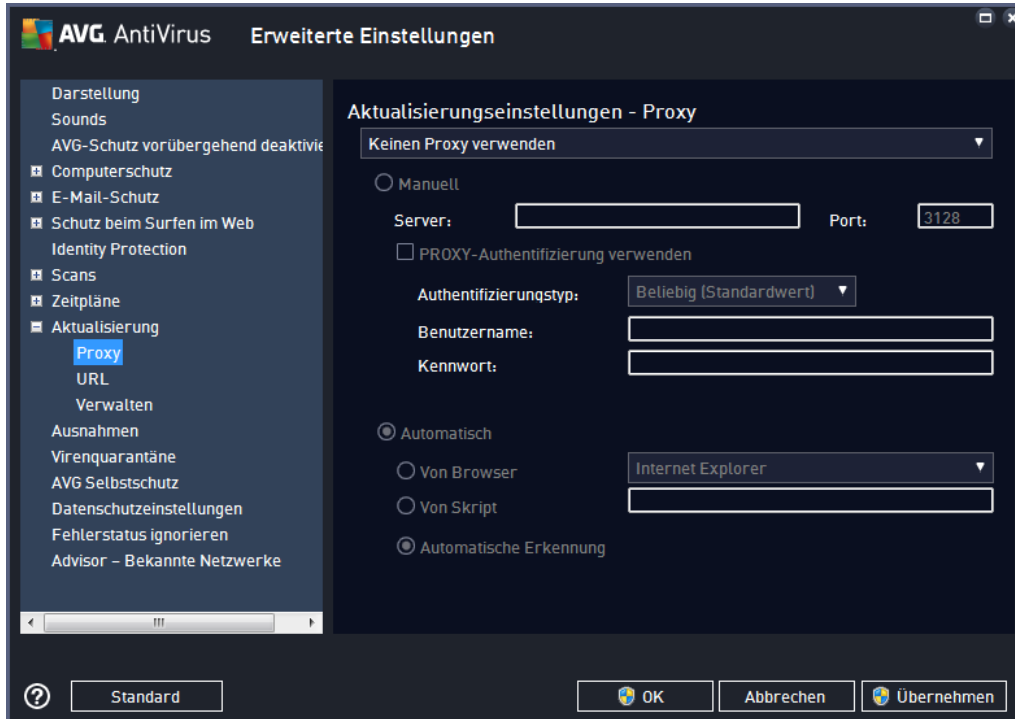 AVG AntiVirus Erweiterte Einstellungen
Darstellung
Sounds
AVG-Schutz vorübergehend deaktivie
Computerschutz
E-Mail-Schutz
Schutz beim Surfen im Web
Identity Protection
Scans
Zeitpläne
Aktualisierung
Proxy
URL
Verwalten
Ausnahmen
Virenquarantäne
AVG Selbstschutz
Datenschutzeinstellungen
Fehlerstatus ignorieren
Advisor – Bekannte Netzwerke
Aktualisierungseinstellungen - Proxy
Keinen Proxy verwenden
Manuell
Server: Port: 3128
PROXY-Authentifizierung verwenden
Authentifizierungstyp: Beliebig (Standardwert)
Benutzername:
Kennwort:
Automatisch
Von Browser Internet Explorer
Von Skript
Automatische Erkennung
? Standard OK Abbrechen Übernehmen